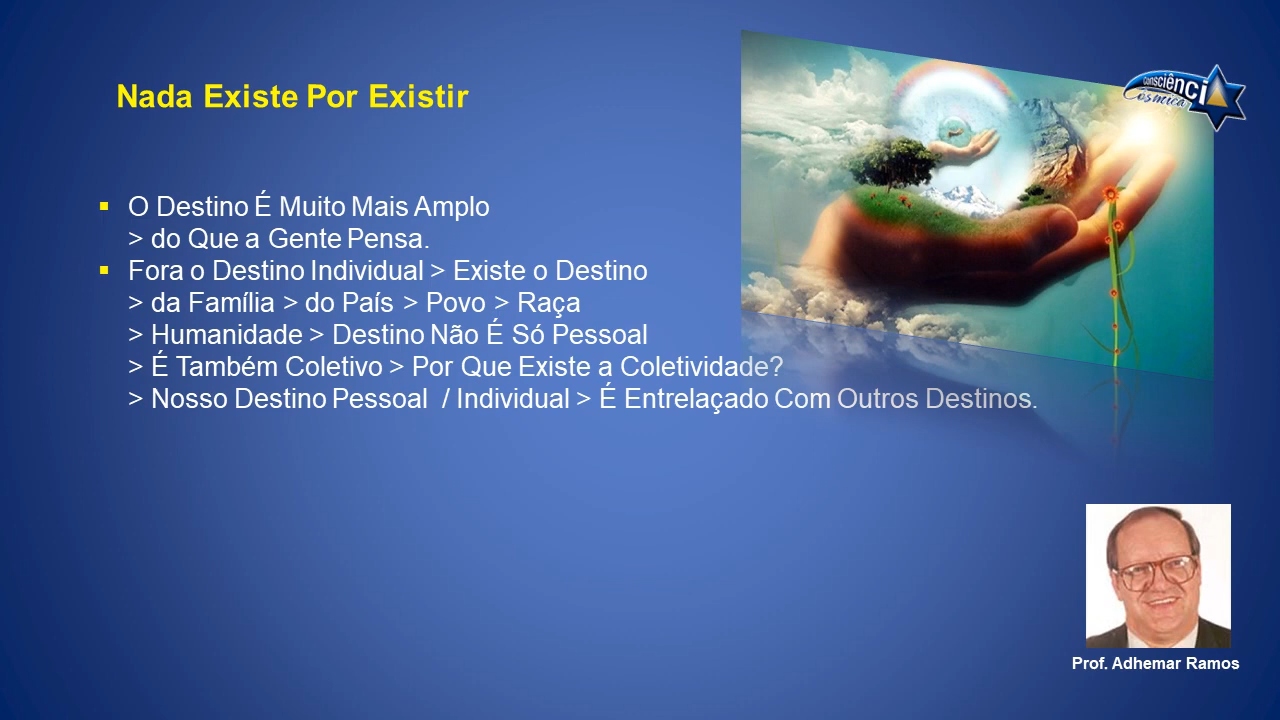 Nada Existe Por Existir
Consciência
Cósmica
O Destino É Muito Mais Amplo
> do Que a Gente Pensa.
Fora o Destino Individual > Existe o Destino
> da Família > do País > Povo > Raça
> Humanidade > Destino Não É Só Pessoal
> É Também Coletivo > Por Que Existe a Coletividade?
> Nosso Destino Pessoal / Individual > É Entrelaçado Com Outros Destinos.
Prof. Adhemar Ramos